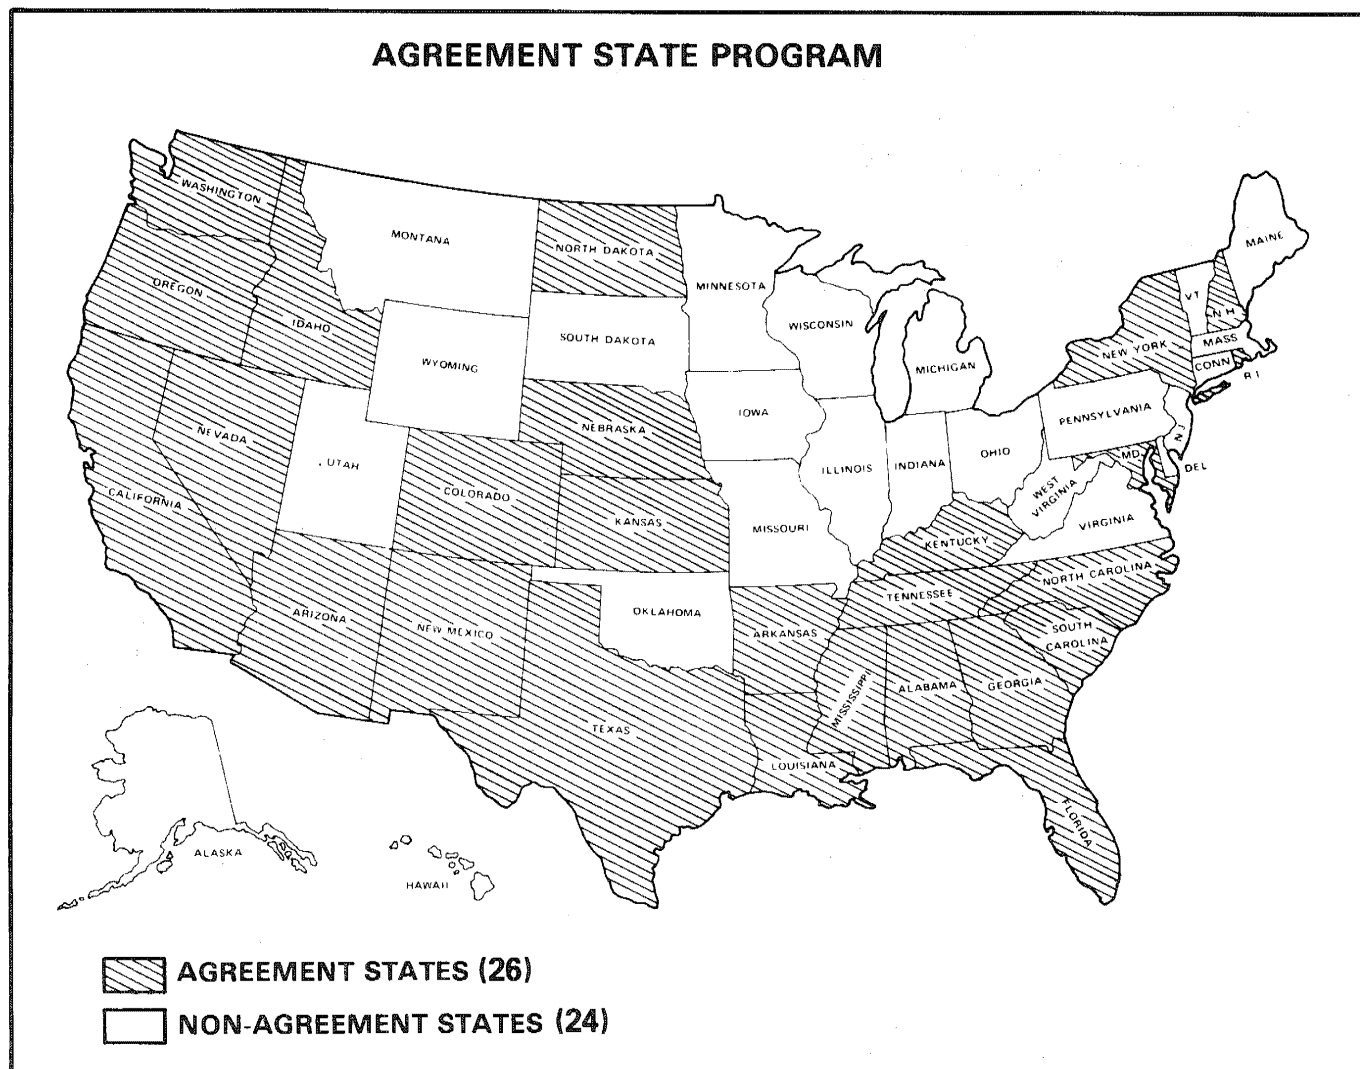 AGREEMENT STATE PROGRAM
WASHINGTON
MONTANA
NORTH DAKOTA
MINNESOTA
MAINE
OREGON
IDAHO
WYOMING
SOUTH DAKOTA
WISCONSIN
MICHIGAN
VT
N H
NEW YORK
MASS
CONN
R I
NEVADA
UTAH
COLORADO
NEBRASKA
IOWA
ILLINOIS
INDIANA
OHIO
PENNSYLVANIA
N J
MD
DEL
CALIFORNIA
KANSAS
MISSOURI
WEST
VIRGINIA
VIRGINIA
KENTUCKY
ARIZONA
NEW MEXICO
OKLAHOMA
ARKANSAS
TENNESSEE
NORTH CAROLINA
SOUTH
CAROLINA
TEXAS
LOUISIANA
MISSISSIPPI
ALABAMA
GEORGIA
FLORIDA
ALASKA
HAWAII
AGREEMENT STATES (26)
NON-AGREEMENT STATES (24)